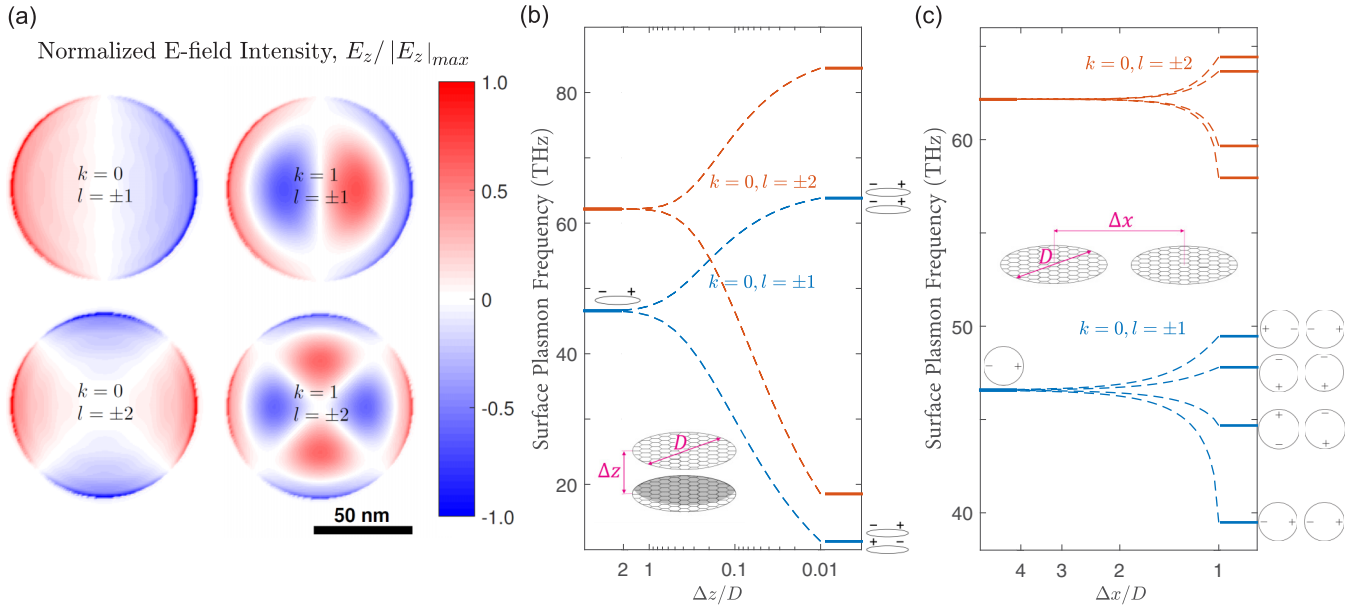 (a)
Normalized E-field Intensity, E_z/ |E_z|_max
k = 0
l = ±1
k = 1
l = ±1
k = 0
l = ±2
k = 1
l = ±2
50 nm
1.0
0.5
0
-0.5
-1.0
(b)
Surface Plasmon Frequency (THz)
80
60
40
20
k = 0, l = ±2
k = 0, l = ±1
− +
− +
− +
− +
+ −
D
Δz
2
1
0.1
0.01
Δz/D
(c)
Surface Plasmon Frequency (THz)
60
50
40
k = 0, l = ±2
Δx
D
k = 0, l = ±1
− +
+ − − +
− −
+ +
+ −
− +
− + − +
4
3
2
1
Δx/D